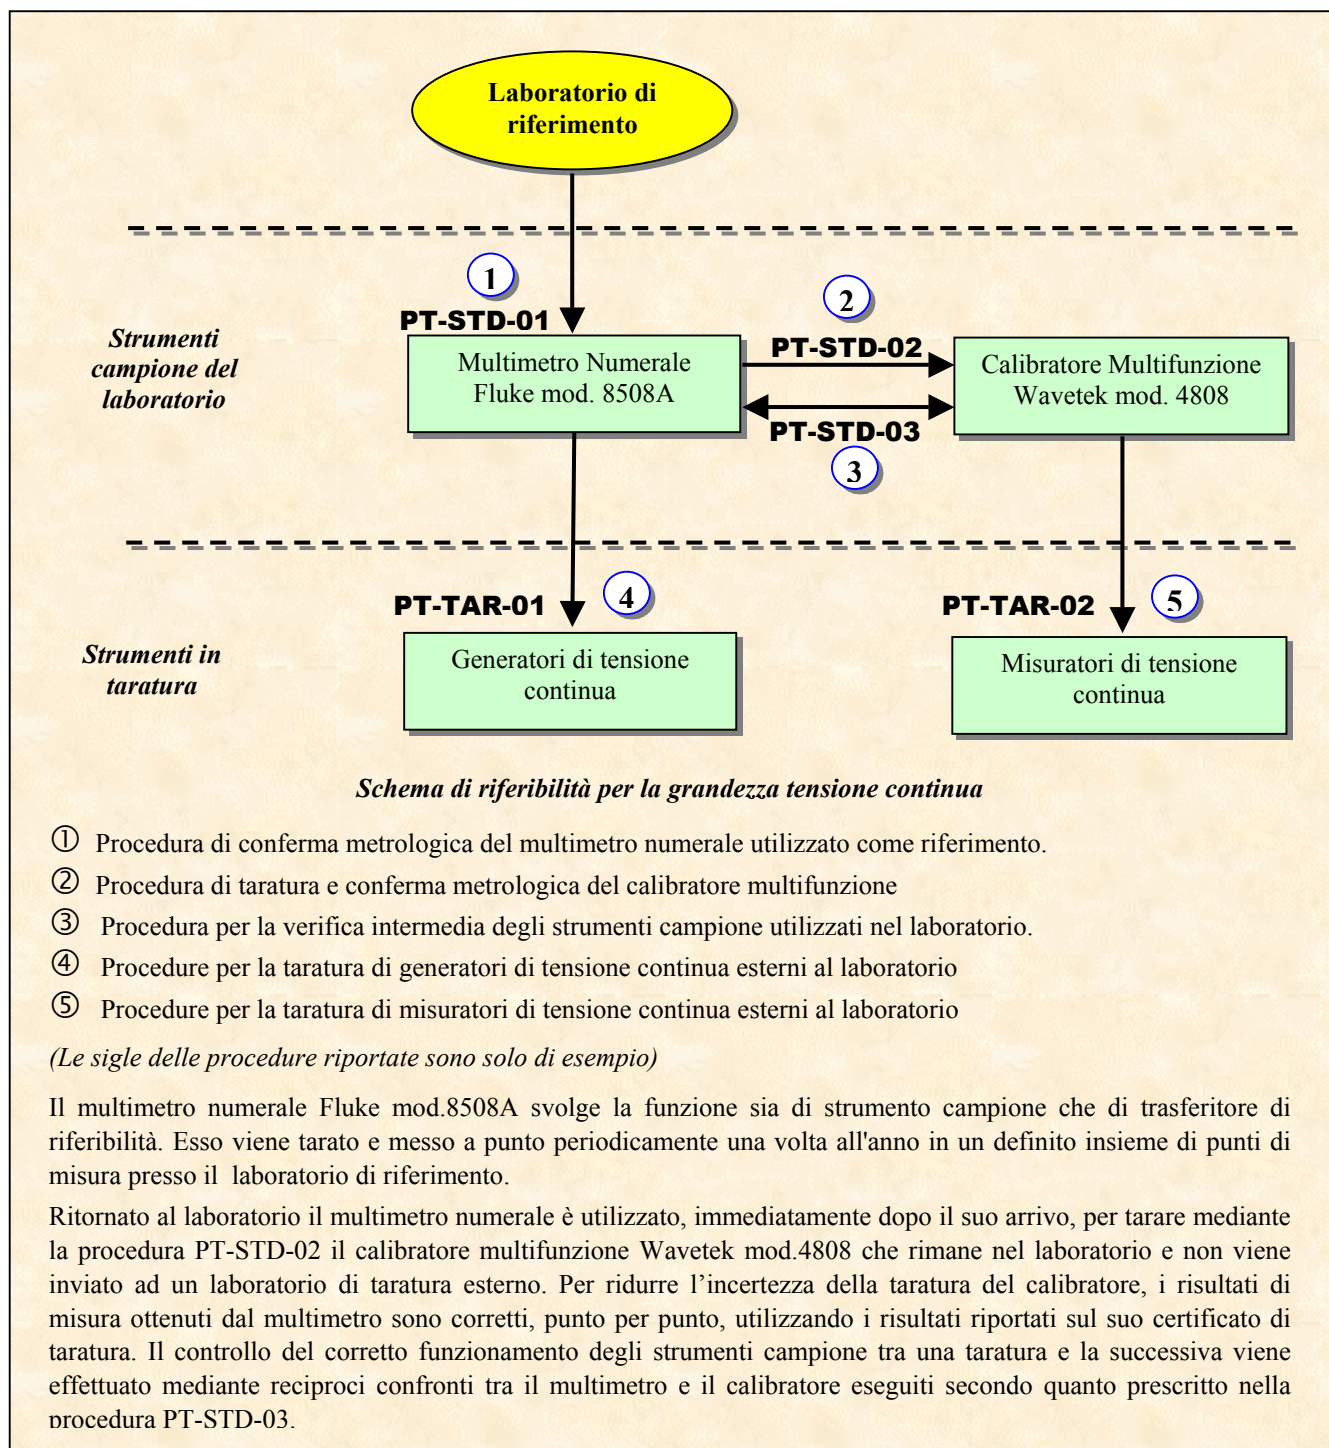 Laboratorio di
riferimento
1
PT-STD-01
2
PT-STD-02
Strumenti
campione del
laboratorio
Multimetro Numerale
Fluke mod. 8508A
Calibratore Multifunzione
Wavetek mod. 4808
PT-STD-03
3
PT-TAR-01
4
PT-TAR-02
5
Strumenti in
taratura
Generatori di tensione
continua
Misuratori di tensione
continua
Schema di riferibilità per la grandezza tensione continua
① Procedura di conferma metrologica del multimetro numerale utilizzato come riferimento.
② Procedura di taratura e conferma metrologica del calibratore multifunzione
③ Procedura per la verifica intermedia degli strumenti campione utilizzati nel laboratorio.
④ Procedure per la taratura di generatori di tensione continua esterni al laboratorio
⑤ Procedure per la taratura di misuratori di tensione continua esterni al laboratorio
(Le sigle delle procedure riportate sono solo di esempio)
Il multimetro numerale Fluke mod.8508A svolge la funzione sia di strumento campione che di trasferitore di
riferibilità. Esso viene tarato e messo a punto periodicamente una volta all'anno in un definito insieme di punti di
misura presso il laboratorio di riferimento.
Ritornato al laboratorio il multimetro numerale è utilizzato, immediatamente dopo il suo arrivo, per tarare mediante
la procedura PT-STD-02 il calibratore multifunzione Wavetek mod.4808 che rimane nel laboratorio e non viene
inviato ad un laboratorio di taratura esterno. Per ridurre l’incertezza della taratura del calibratore, i risultati di
misura ottenuti dal multimetro sono corretti, punto per punto, utilizzando i risultati riportati sul suo certificato di
taratura. Il controllo del corretto funzionamento degli strumenti campione tra una taratura e la successiva viene
effettuato mediante reciproci confronti tra il multimetro e il calibratore eseguiti secondo quanto prescritto nella
procedura PT-STD-03.